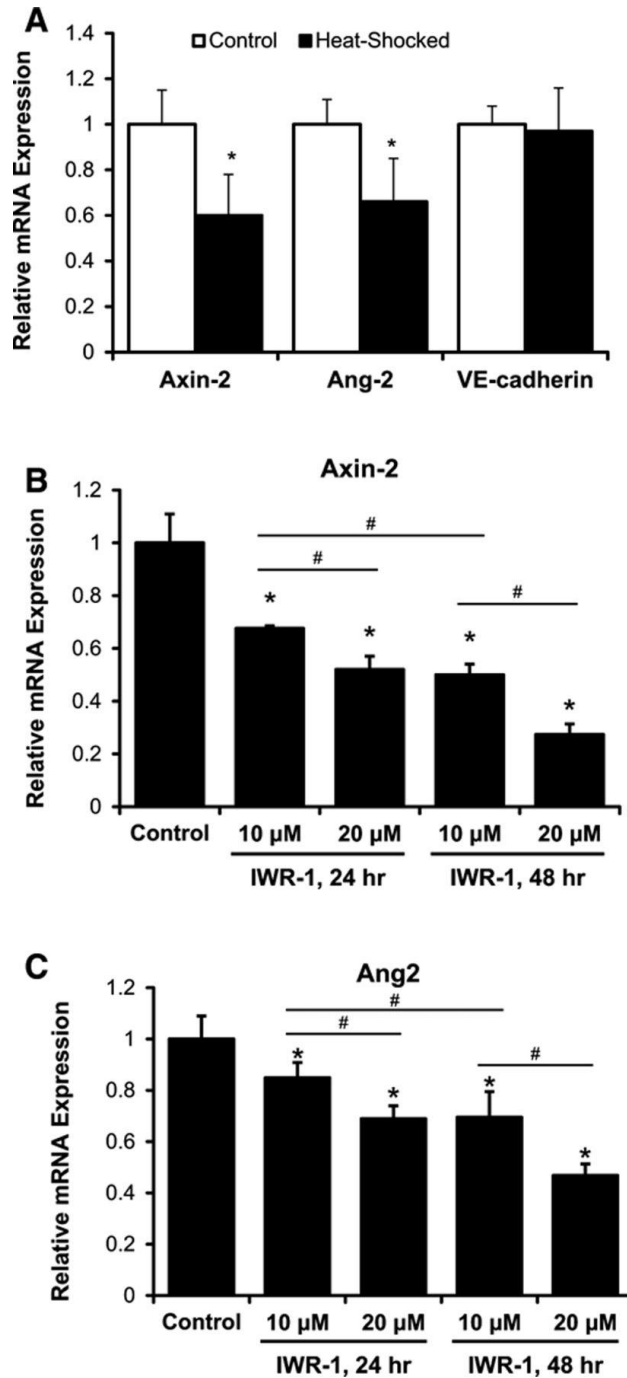 A
Control Heat-Shocked
Relative mRNA Expression
1.4
1.2
1
0.8
0.6
0.4
0.2
0
*
*
Axin-2 Ang-2 VE-cadherin
B
Axin-2
Relative mRNA Expression
1.2
1
0.8
0.6
0.4
0.2
0
#
#
#
*
*
*
*
Control 10 µM 20 µM 10 µM 20 µM
IWR-1, 24 hr IWR-1, 48 hr
C
Ang2
Relative mRNA Expression
1.2
1
0.8
0.6
0.4
0.2
0
#
#
#
*
*
*
*
Control 10 µM 20 µM 10 µM 20 µM
IWR-1, 24 hr IWR-1, 48 hr